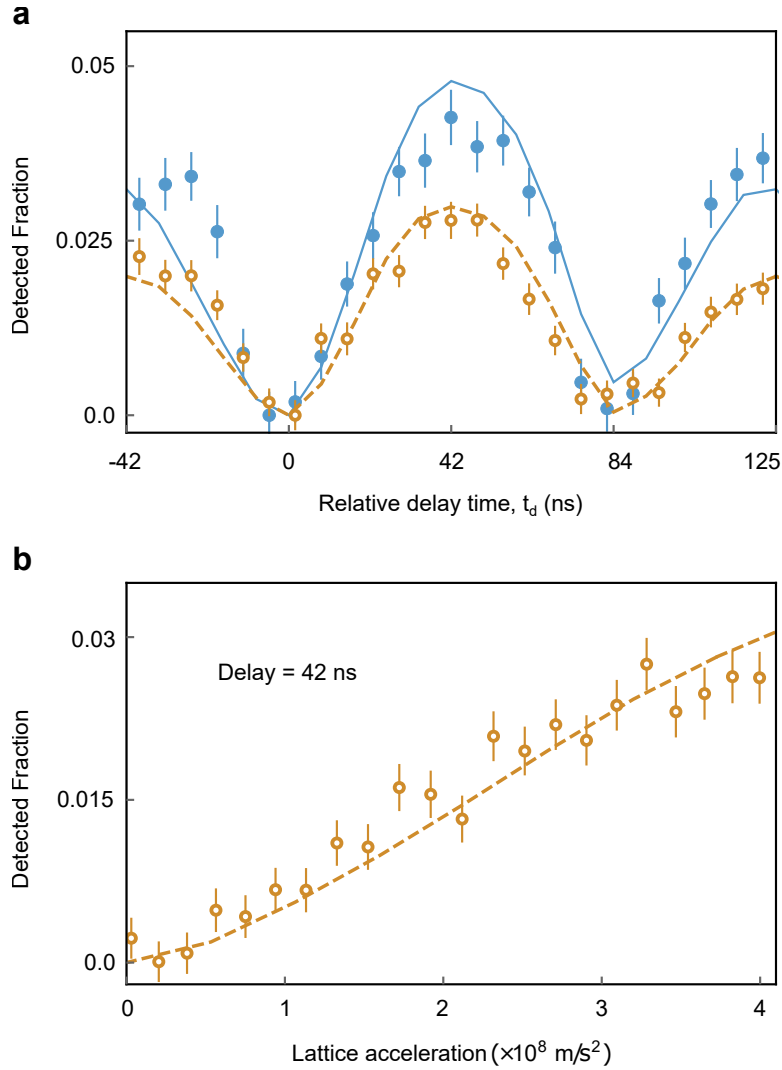 a
0.05
0.025
0.0
Detected Fraction
-42 0 42 84 125
Relative delay time, t_d (ns)
b
0.03
0.015
0.0
Detected Fraction
Delay = 42 ns
0 1 2 3 4
Lattice acceleration (×10⁸ m/s²)